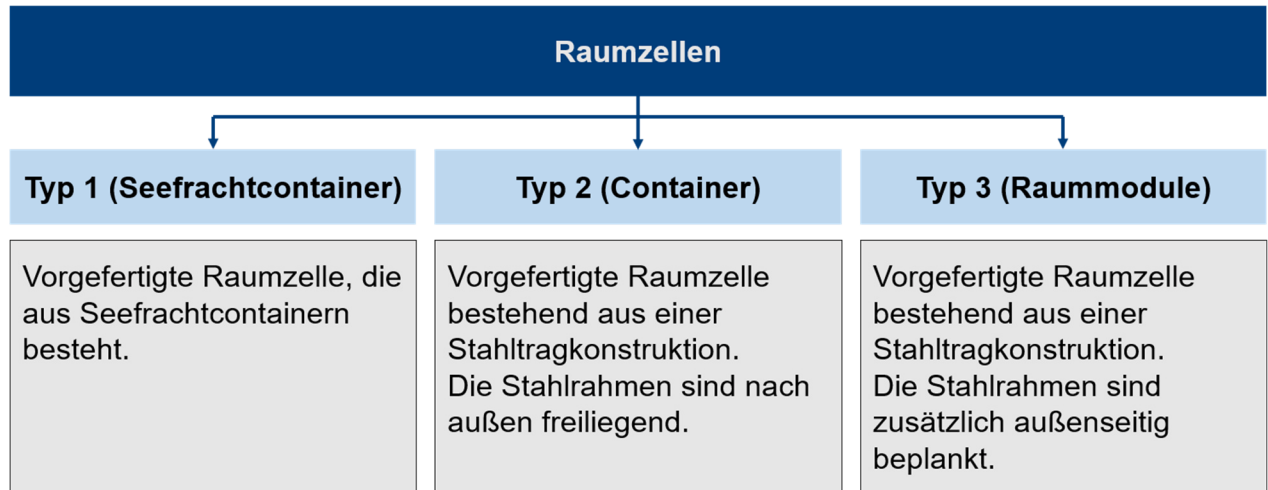 Raumzellen
Typ 1 (Seefrachtcontainer)
Vorgefertigte Raumzelle, die
aus Seefrachtcontainern
besteht.
Typ 2 (Container)
Vorgefertigte Raumzelle
bestehend aus einer
Stahltragkonstruktion.
Die Stahlrahmen sind nach
außen freiliegend.
Typ 3 (Raummodule)
Vorgefertigte Raumzelle
bestehend aus einer
Stahltragkonstruktion.
Die Stahlrahmen sind
zusätzlich außenseitig
beplankt.